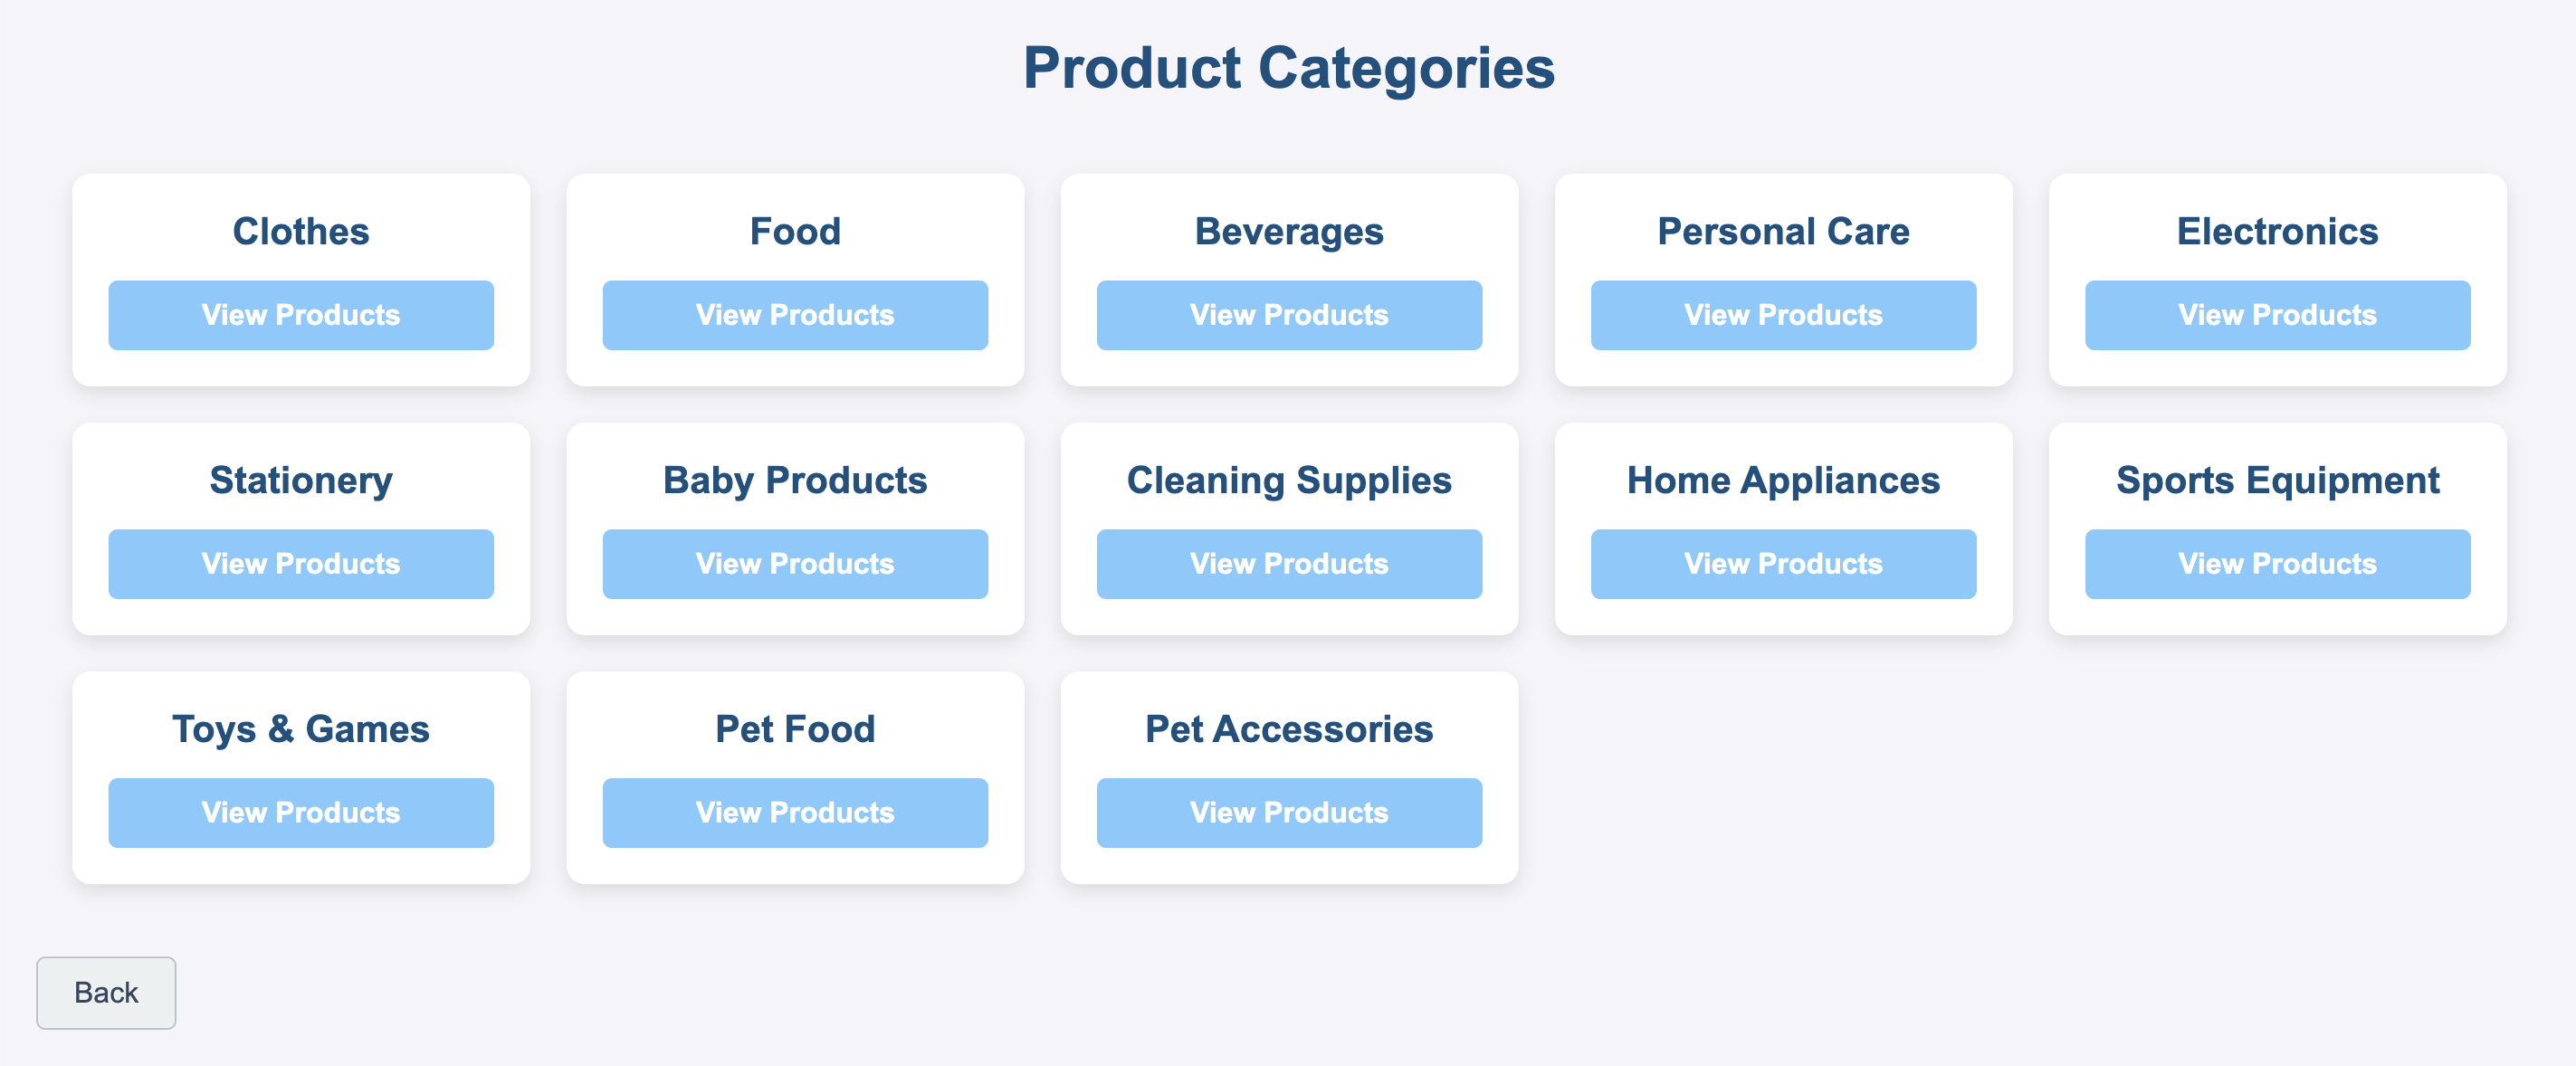 Product Categories
Clothes
View Products
Food
View Products
Beverages
View Products
Personal Care
View Products
Electronics
View Products
Stationery
View Products
Baby Products
View Products
Cleaning Supplies
View Products
Home Appliances
View Products
Sports Equipment
View Products
Toys & Games
View Products
Pet Food
View Products
Pet Accessories
View Products
Back